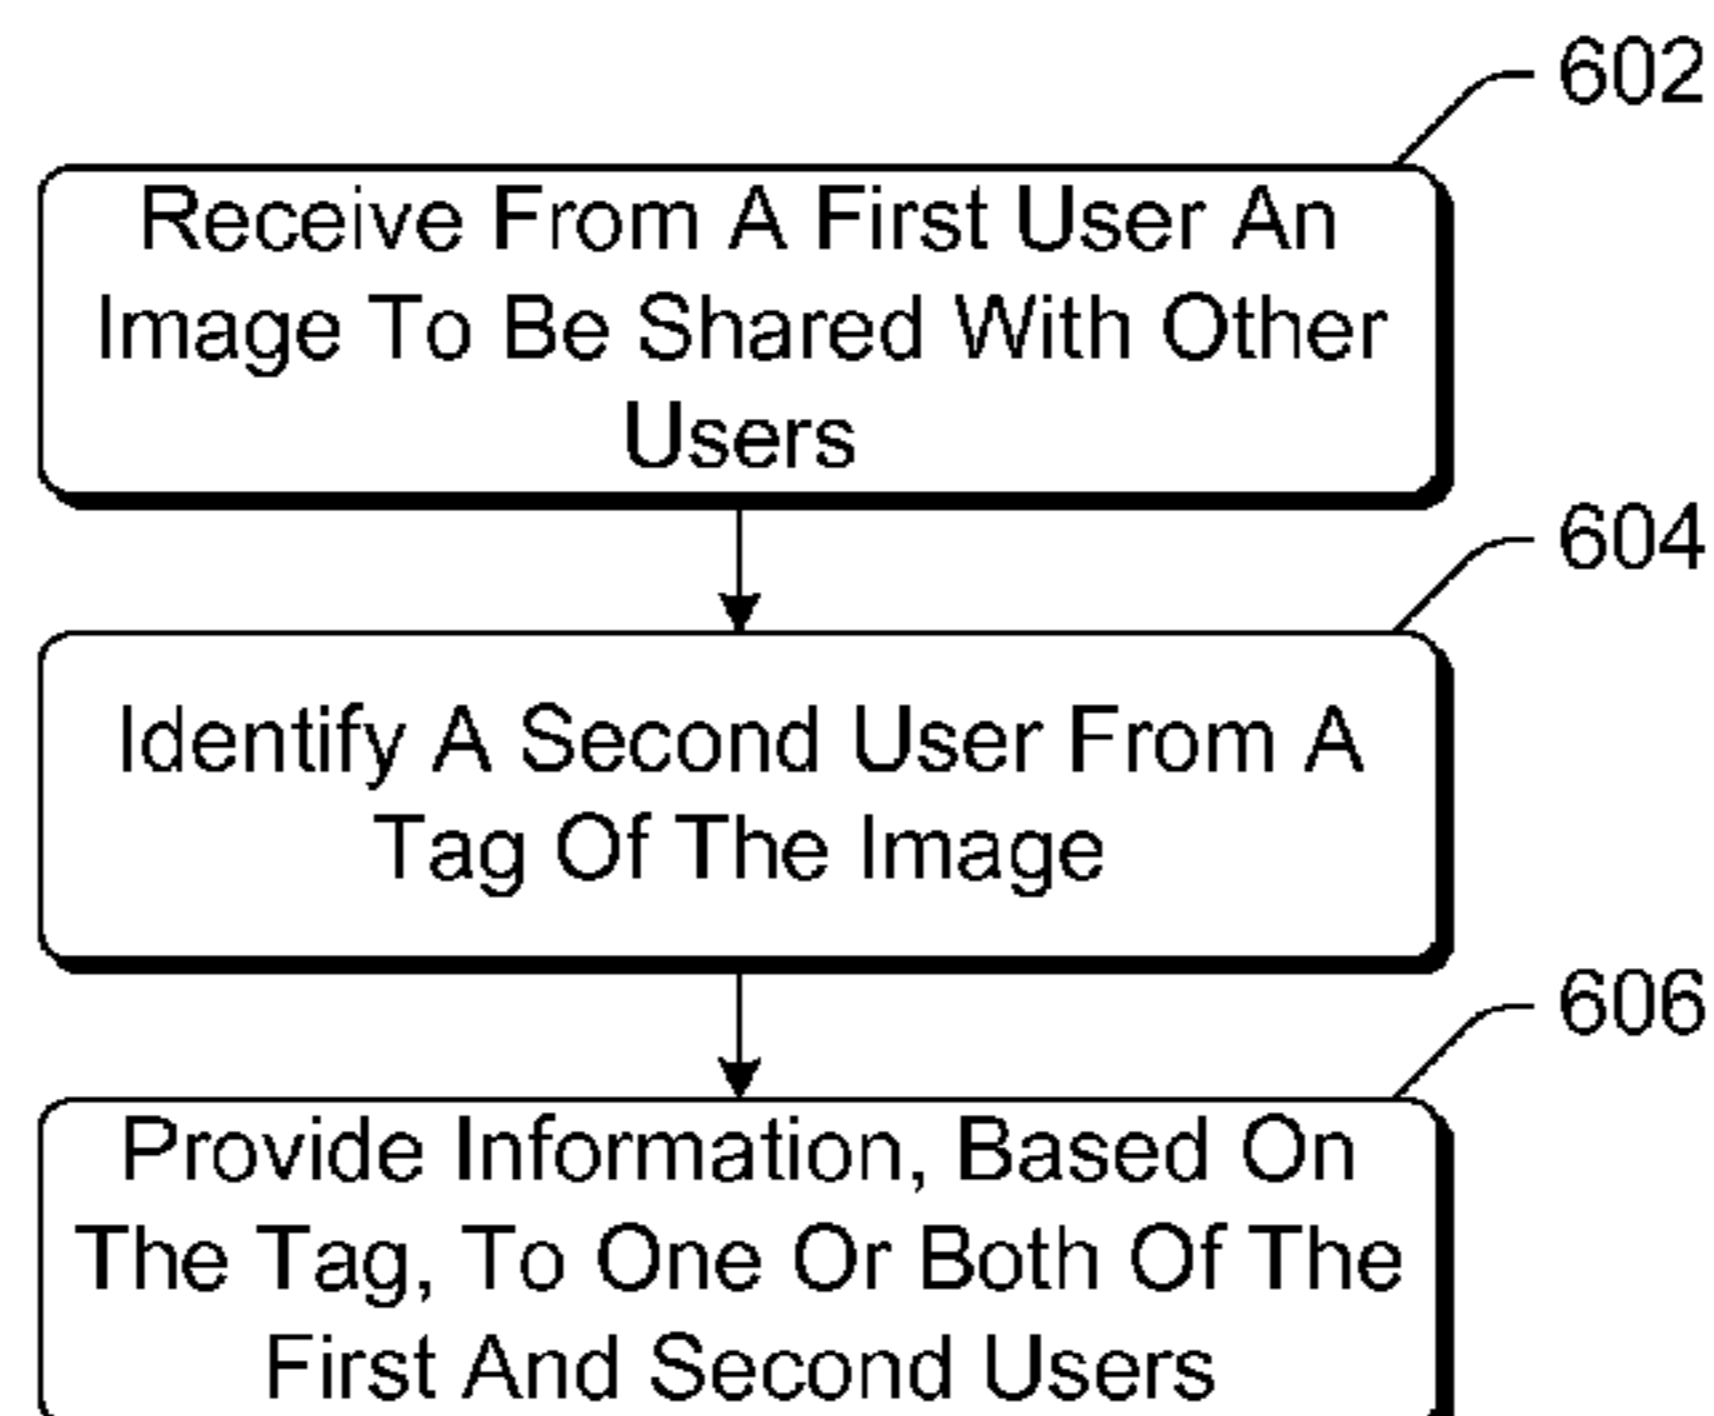 602
Receive From A First User An
Image To Be Shared With Other
Users
604
Identify A Second User From A
Tag Of The Image
606
Provide Information, Based On
The Tag, To One Or Both Of The
First And Second Users